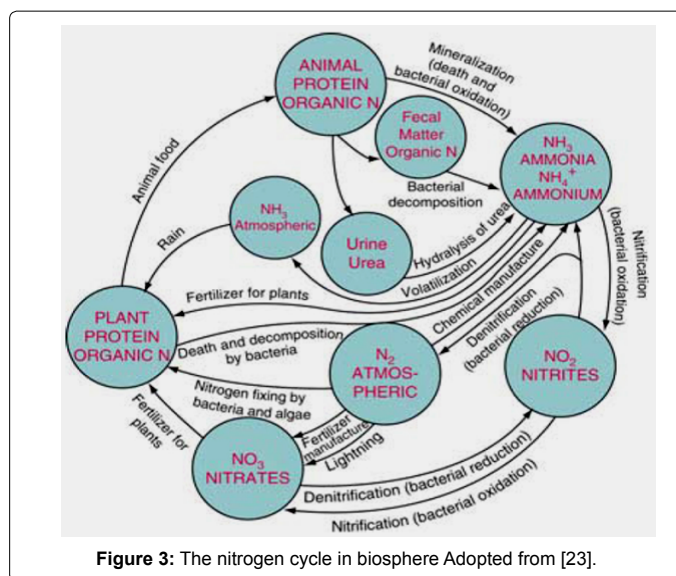 ANIMAL
PROTEIN
ORGANIC N
Mineralization
(death and
bacterial oxidation)
Fecal
Matter
Organic N
NH3
AMMONIA
NH4+
AMMONIUM
Animal food
Bacterial
decomposition
NH3
Atmospheric
Rain
Urine
Urea
Hydralysis of urea
Volatilization
Chemical manufacture
Nitrification
(bacterial oxidation)
Fertilizer for plants
Denitrification
(bacterial reduction)
PLANT
PROTEIN
ORGANIC N
Death and decomposition
by bacteria
N2
ATMOS-
PHERIC
NO2
NITRITES
Nitrogen fixing by
bacteria and algae
Fertilizer for
plants
Fertilizer
manufacture
Lightning
NO3
NITRATES
Denitrification (bacterial reduction)
Nitrification (bacterial oxidation)
Figure 3: The nitrogen cycle in biosphere Adopted from [23].